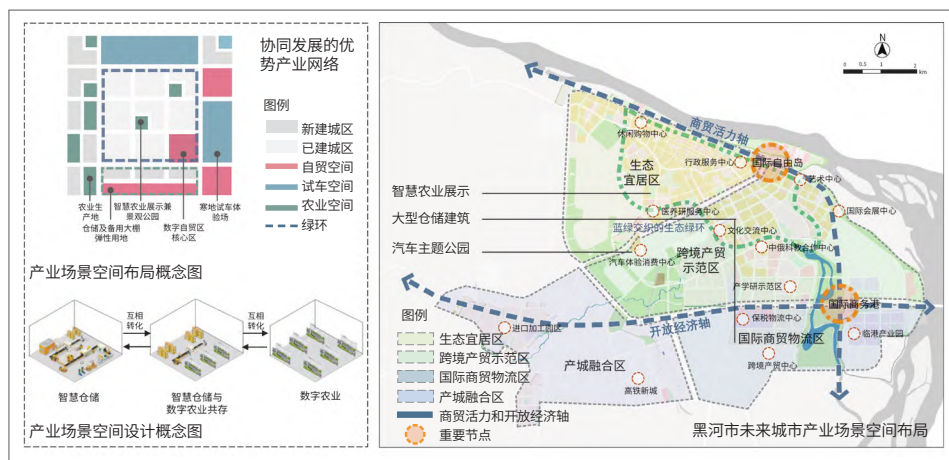 协同发展的优
势产业网络
图例
新建城区
已建城区
自贸空间
试车空间
农业空间
绿环
农业生
产地
智慧农业展示兼
景观公园
寒地试车体
验场
仓储及备用大棚
弹性用地
数字自贸区
核心区
产业场景空间布局概念图
互相
转化
互相
转化
智慧仓储
智慧仓储与
数字农业共存
数字农业
产业场景空间设计概念图
N
0 0.5 1 2
km
商贸活力轴
休闲购物中心
行政服务中心
国际自由岛
生态
宜居区
艺术中心
智慧农业展示
医养研服务中心
国际会展中心
大型仓储建筑
蓝绿交织的生态绿环
文化交流中心
汽车主题公园
跨境产贸
示范区
中俄科教合作中心
汽车体验消费中心
产学研示范区
国际商务港
图例
开放经济轴
进口加工园区
保税物流中心
临港产业园
国际商贸物流区
生态宜居区
跨境产贸示范区
产城融合区
跨境产贸中心
国际商贸物流区
高铁新城
产城融合区
商贸活力和开放经济轴
重要节点
黑河市未来城市产业场景空间布局